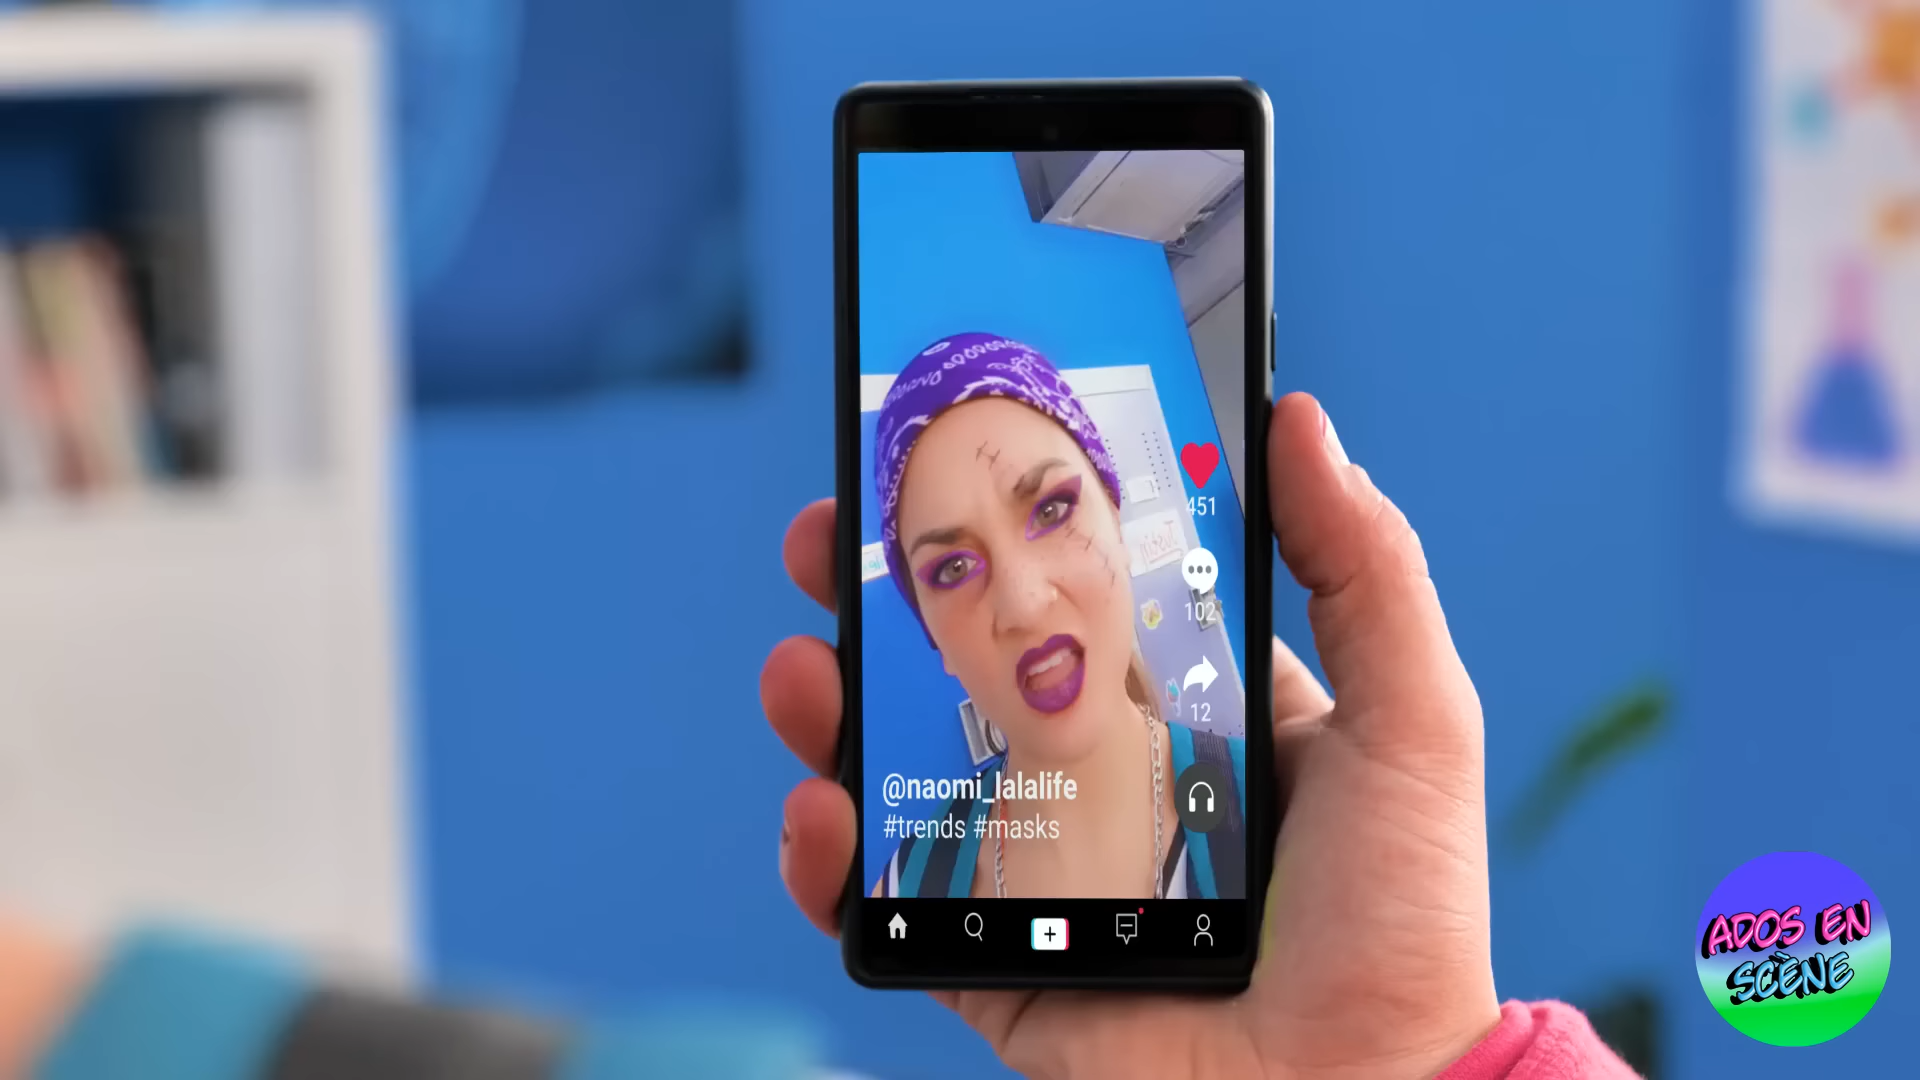 451
102
12
@naomi_lalalife
#trends #masks
ADOS EN
SCÈNE